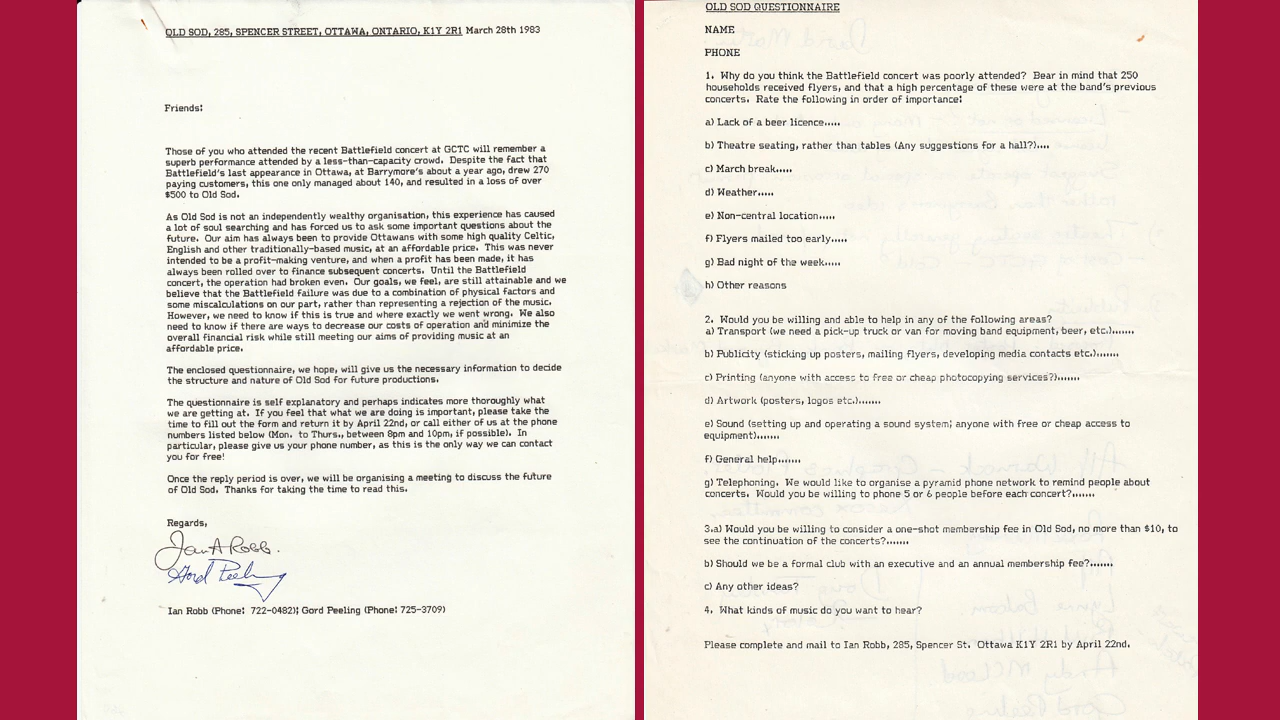 OLD SOD, 285, SPENCER STREET, OTTAWA, ONTARIO, K1Y 2R1 March 28th 1983
Friends:
Those of you who attended the recent Battlefield concert at GCTC will remember a
superb performance attended by a less-than-capacity crowd. Despite the fact that
Battlefield's last appearance in Ottawa, at Barrymore's about a year ago, drew 270
paying customers, this one only managed about 140, and resulted in a loss of over
$500 to Old Sod.
As Old Sod is not an independently wealthy organisation, this experience has caused
a lot of soul searching and has forced us to ask some important questions about the
future. Our aim has always been to provide Ottawans with some high quality Celtic,
English and other traditionally-based music, at an affordable price. This was never
intended to be a profit-making venture, and when a profit has been made, it has
always been rolled over to finance subsequent concerts. Until the Battlefield
concert, the operation had broken even. Our goals, we feel, are still attainable and we
believe that the Battlefield failure was due to a combination of physical factors and
some miscalculations on our part, rather than representing a rejection of the music.
However, we need to know if this is true and where exactly we went wrong. We also
need to know if there are ways to decrease our costs of operation and minimize the
overall financial risk while still meeting our aims of providing music at an
affordable price.
The enclosed questionnaire, we hope, will give us the necessary information to decide
the structure and nature of Old Sod for future productions.
The questionnaire is self explanatory and perhaps indicates more thoroughly what
we are getting at. If you feel that what we are doing is important, please take the
time to fill out the form and return it by April 22nd, or call either of us at the phone
numbers listed below (Mon. to Thurs., between 8pm and 10pm, if possible). In
particular, please give us your phone number, as this is the only way we can contact
you for free!
Once the reply period is over, we will be organising a meeting to discuss the future
of Old Sod. Thanks for taking the time to read this.
Regards,
Ian A Robb.
Gord Peeling
Ian Robb (Phone: 722-0482); Gord Peeling (Phone: 725-3709)
OLD SOD QUESTIONNAIRE
NAME
PHONE
1. Why do you think the Battlefield concert was poorly attended? Bear in mind that 250
households received flyers, and that a high percentage of these were at the band's previous
concerts. Rate the following in order of importance:
a) Lack of a beer licence.....
b) Theatre seating, rather than tables (Any suggestions for a hall?)....
c) March break.....
d) Weather.....
e) Non-central location.....
f) Flyers mailed too early.....
g) Bad night of the week.....
h) Other reasons
2. Would you be willing and able to help in any of the following areas?
a) Transport (we need a pick-up truck or van for moving band equipment, beer, etc.).......
b) Publicity (sticking up posters, mailing flyers, developing media contacts etc.).......
c) Printing (anyone with access to free or cheap photocopying services?).......
d) Artwork (posters, logos etc.).......
e) Sound (setting up and operating a sound system; anyone with free or cheap access to
equipment).......
f) General help.......
g) Telephoning. We would like to organise a pyramid phone network to remind people about
concerts. Would you be willing to phone 5 or 6 people before each concert?.......
3.a) Would you be willing to consider a one-shot membership fee in Old Sod, no more than $10, to
see the continuation of the concerts?.......
b) Should we be a formal club with an executive and an annual membership fee?.......
c) Any other ideas?
4. What kinds of music do you want to hear?
Please complete and mail to Ian Robb, 285, Spencer St. Ottawa K1Y 2R1 by April 22nd.